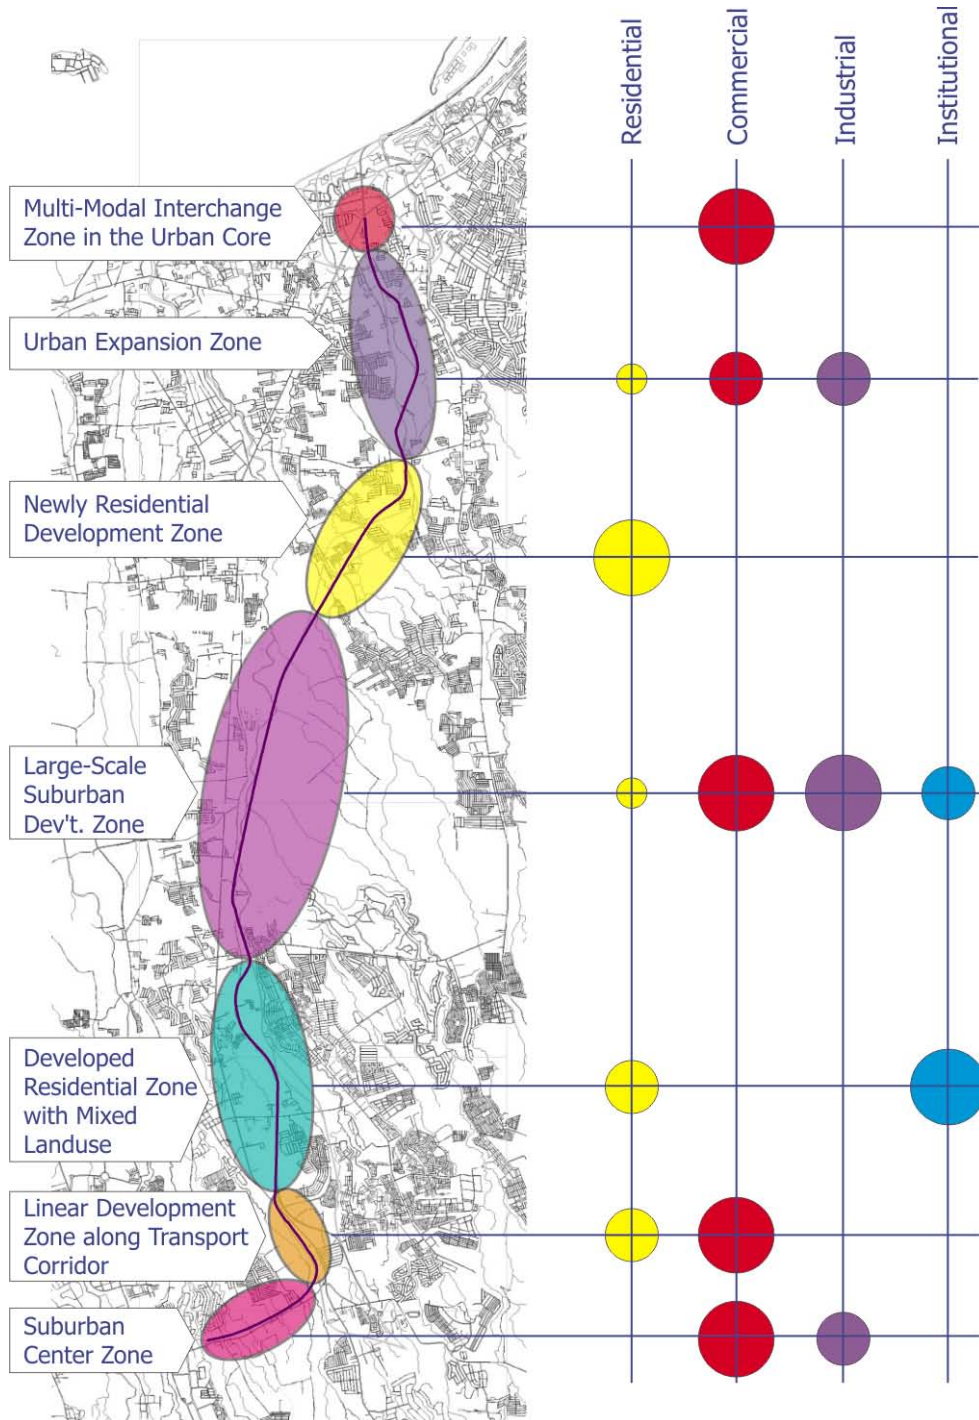 Residential
Commercial
Industrial
Institutional
Multi-Modal Interchange
Zone in the Urban Core
Urban Expansion Zone
Newly Residential
Development Zone
Large-Scale
Suburban
Dev't. Zone
Developed
Residential Zone
with Mixed
Landuse
Linear Development
Zone along Transport
Corridor
Suburban
Center Zone